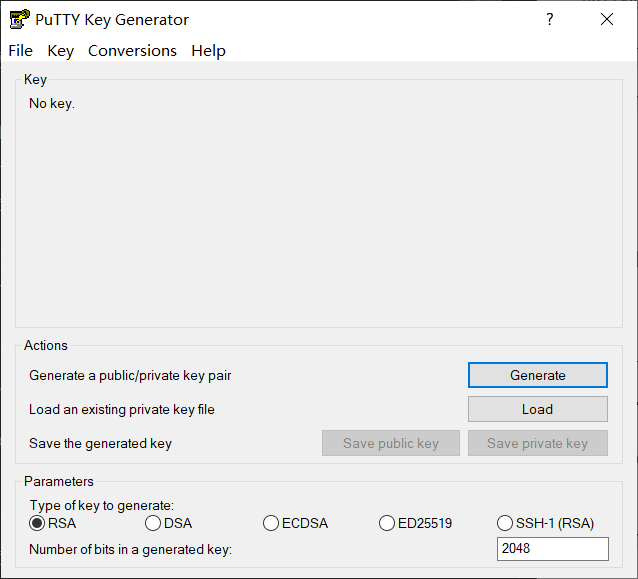 PuTTY Key Generator ?
File Key Conversions Help
Key
No key.
Actions
Generate a public/private key pair Generate
Load an existing private key file Load
Save the generated key Save public key Save private key
Parameters
Type of key to generate:
RSA DSA ECDSA ED25519 SSH-1 (RSA)
Number of bits in a generated key: 2048